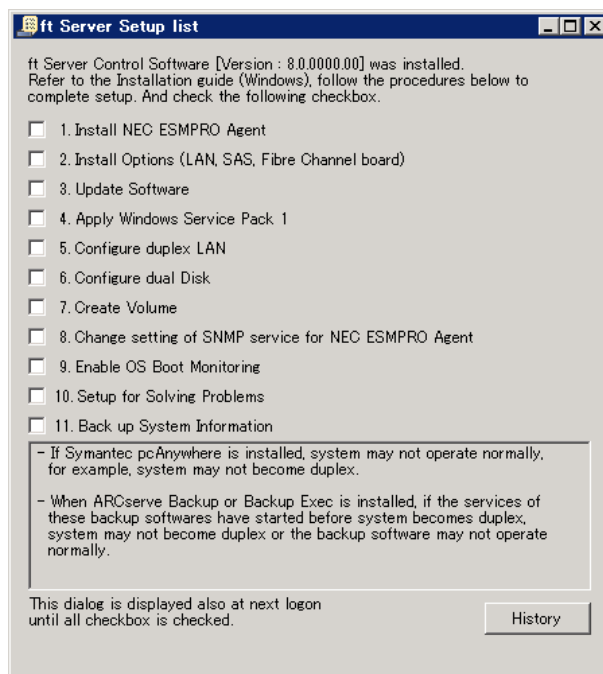 ft Server Setup list
ft Server Control Software [Version : 8.0.0000.00] was installed.
Refer to the Installation guide (Windows), follow the procedures below to
complete setup. And check the following checkbox.
1. Install NEC ESMPRO Agent
2. Install Options (LAN, SAS, Fibre Channel board)
3. Update Software
4. Apply Windows Service Pack 1
5. Configure duplex LAN
6. Configure dual Disk
7. Create Volume
8. Change setting of SNMP service for NEC ESMPRO Agent
9. Enable OS Boot Monitoring
10. Setup for Solving Problems
11. Back up System Information
- If Symantec pcAnywhere is installed, system may not operate normally,
for example, system may not become duplex.
- When ARCserve Backup or Backup Exec is installed, if the services of
these backup softwares have started before system becomes duplex,
system may not become duplex or the backup software may not operate
normally.
This dialog is displayed also at next logon
until all checkbox is checked.
History